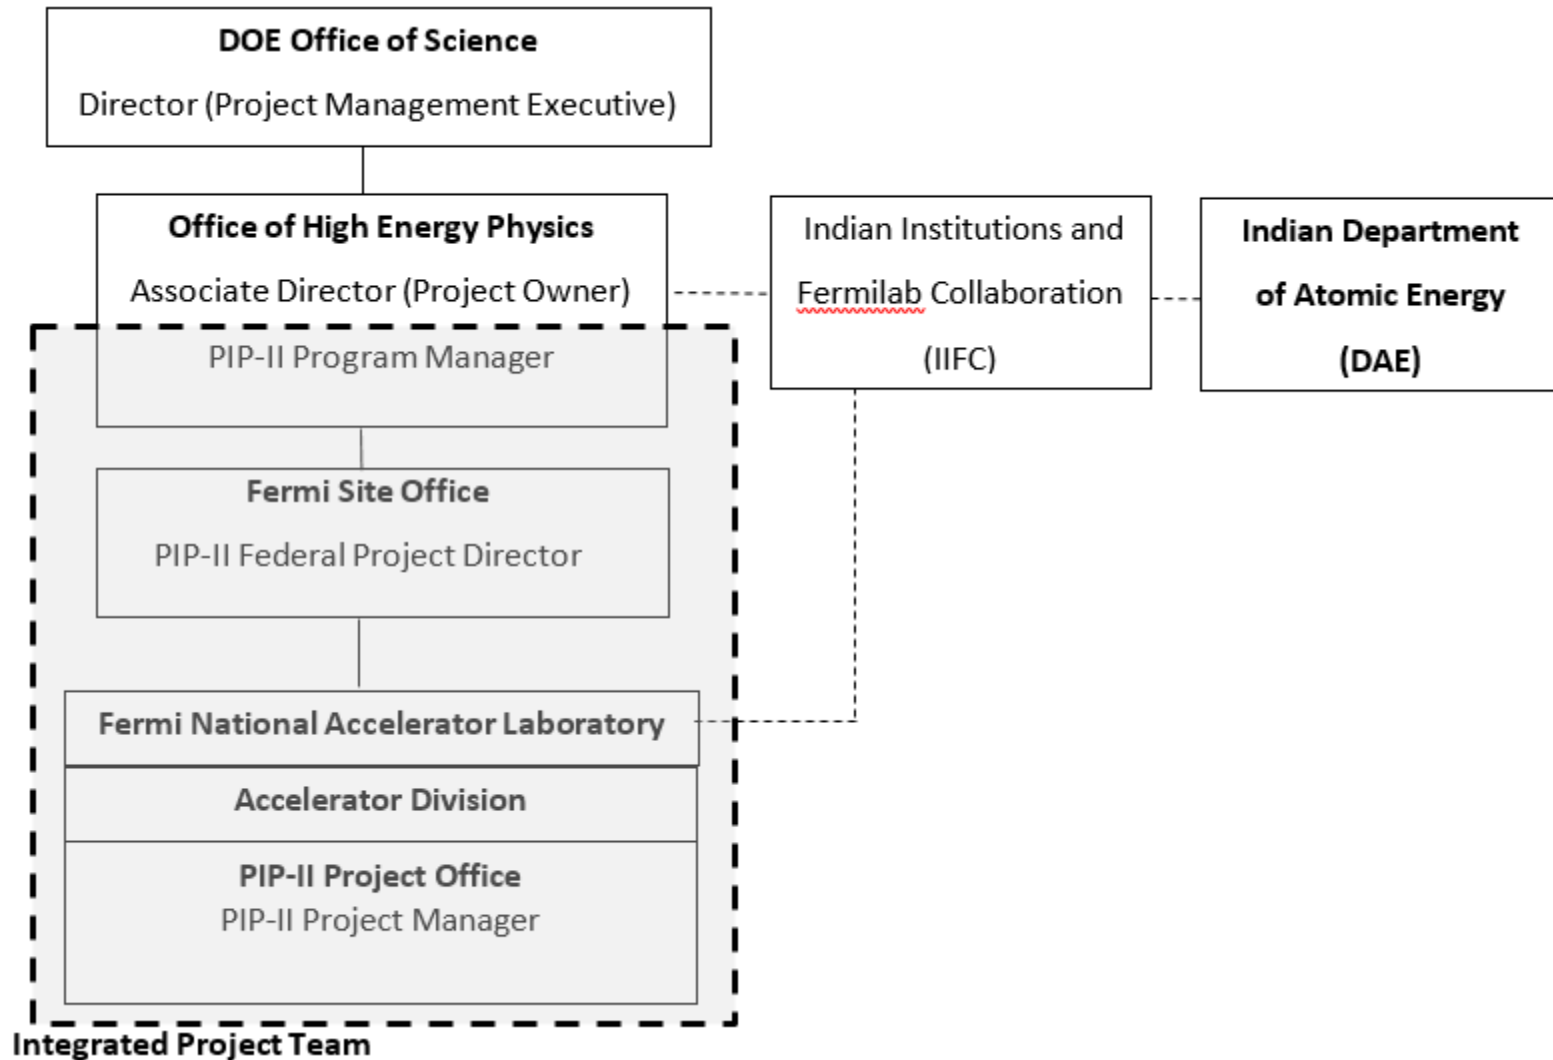 DOE Office of Science
Director (Project Management Executive)
Office of High Energy Physics
Associate Director (Project Owner)
PIP-II Program Manager
Indian Institutions and
Fermilab Collaboration
(IIFC)
Indian Department
of Atomic Energy
(DAE)
Fermi Site Office
PIP-II Federal Project Director
Fermi National Accelerator Laboratory
Accelerator Division
PIP-II Project Office
PIP-II Project Manager
Integrated Project Team